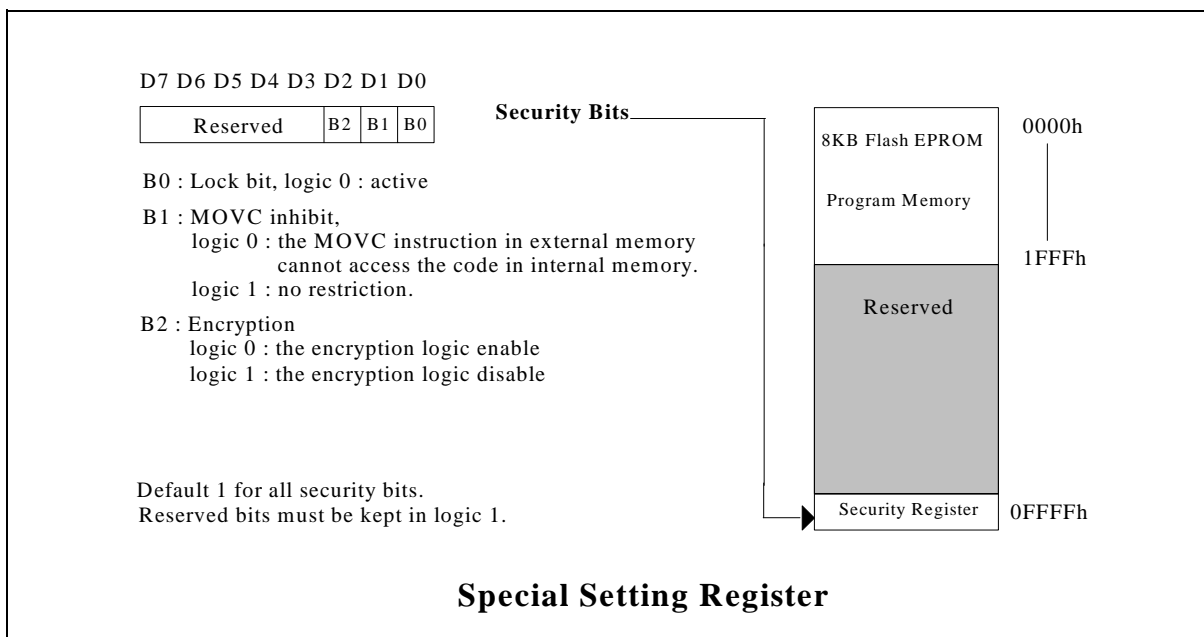 D7 D6 D5 D4 D3 D2 D1 D0
Reserved B2 B1 B0
B0 : Lock bit, logic 0 : active
B1 : MOVC inhibit,
logic 0 : the MOVC instruction in external memory
cannot access the code in internal memory.
logic 1 : no restriction.
B2 : Encryption
logic 0 : the encryption logic enable
logic 1 : the encryption logic disable
Default 1 for all security bits.
Reserved bits must be kept in logic 1.
Security Bits
8KB Flash EPROM
Program Memory
0000h
1FFFh
Reserved
Security Register
0FFFFh
Special Setting Register